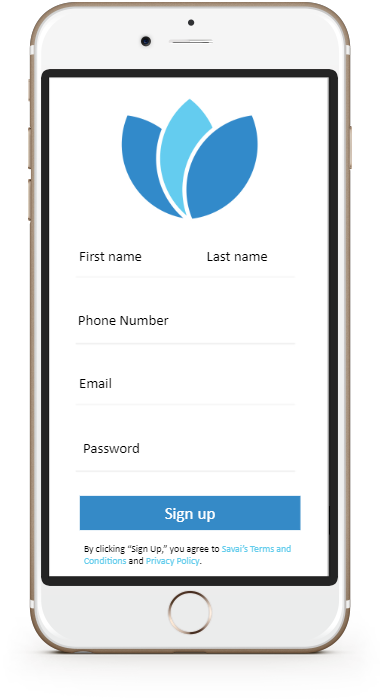 First name Last name
Phone Number
Email
Password
Sign up
By clicking “Sign Up,” you agree to Savai’s Terms and
Conditions and Privacy Policy.